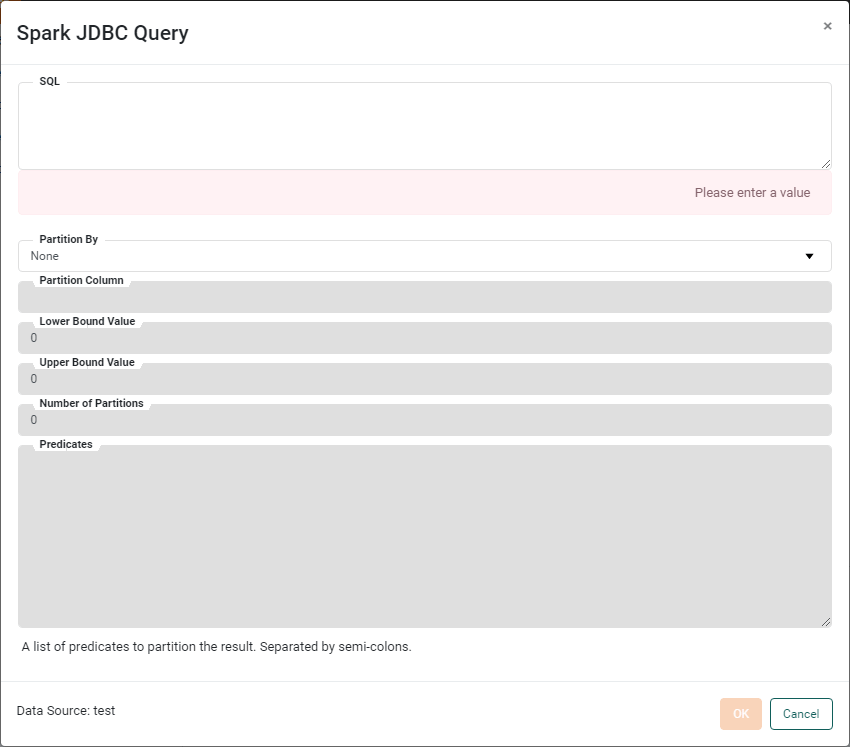 Spark JDBC Query
×
SQL
Please enter a value
Partition By
None
Partition Column
Lower Bound Value
0
Upper Bound Value
0
Number of Partitions
0
Predicates
A list of predicates to partition the result. Separated by semi-colons.
Data Source: test
OK
Cancel